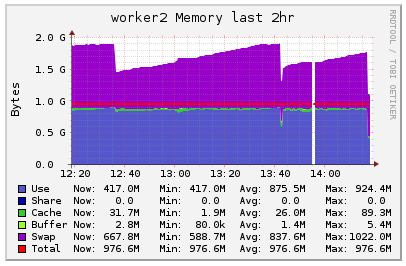 worker2 Memory last 2hr
RRDTOOL / TOBI OETIKER
Bytes
2.0 G
1.5 G
1.0 G
0.5 G
0.0
12:20 12:40 13:00 13:20 13:40 14:00
Use Now: 417.0M Min: 417.0M Avg: 875.5M Max: 924.4M
Share Now: 0.0 Min: 0.0 Avg: 0.0 Max: 0.0
Cache Now: 31.7M Min: 1.9M Avg: 26.0M Max: 89.3M
Buffer Now: 2.8M Min: 80.0k Avg: 1.4M Max: 5.4M
Swap Now: 667.8M Min: 588.7M Avg: 837.6M Max:1022.0M
Total Now: 976.6M Min: 976.6M Avg: 976.6M Max: 976.6M